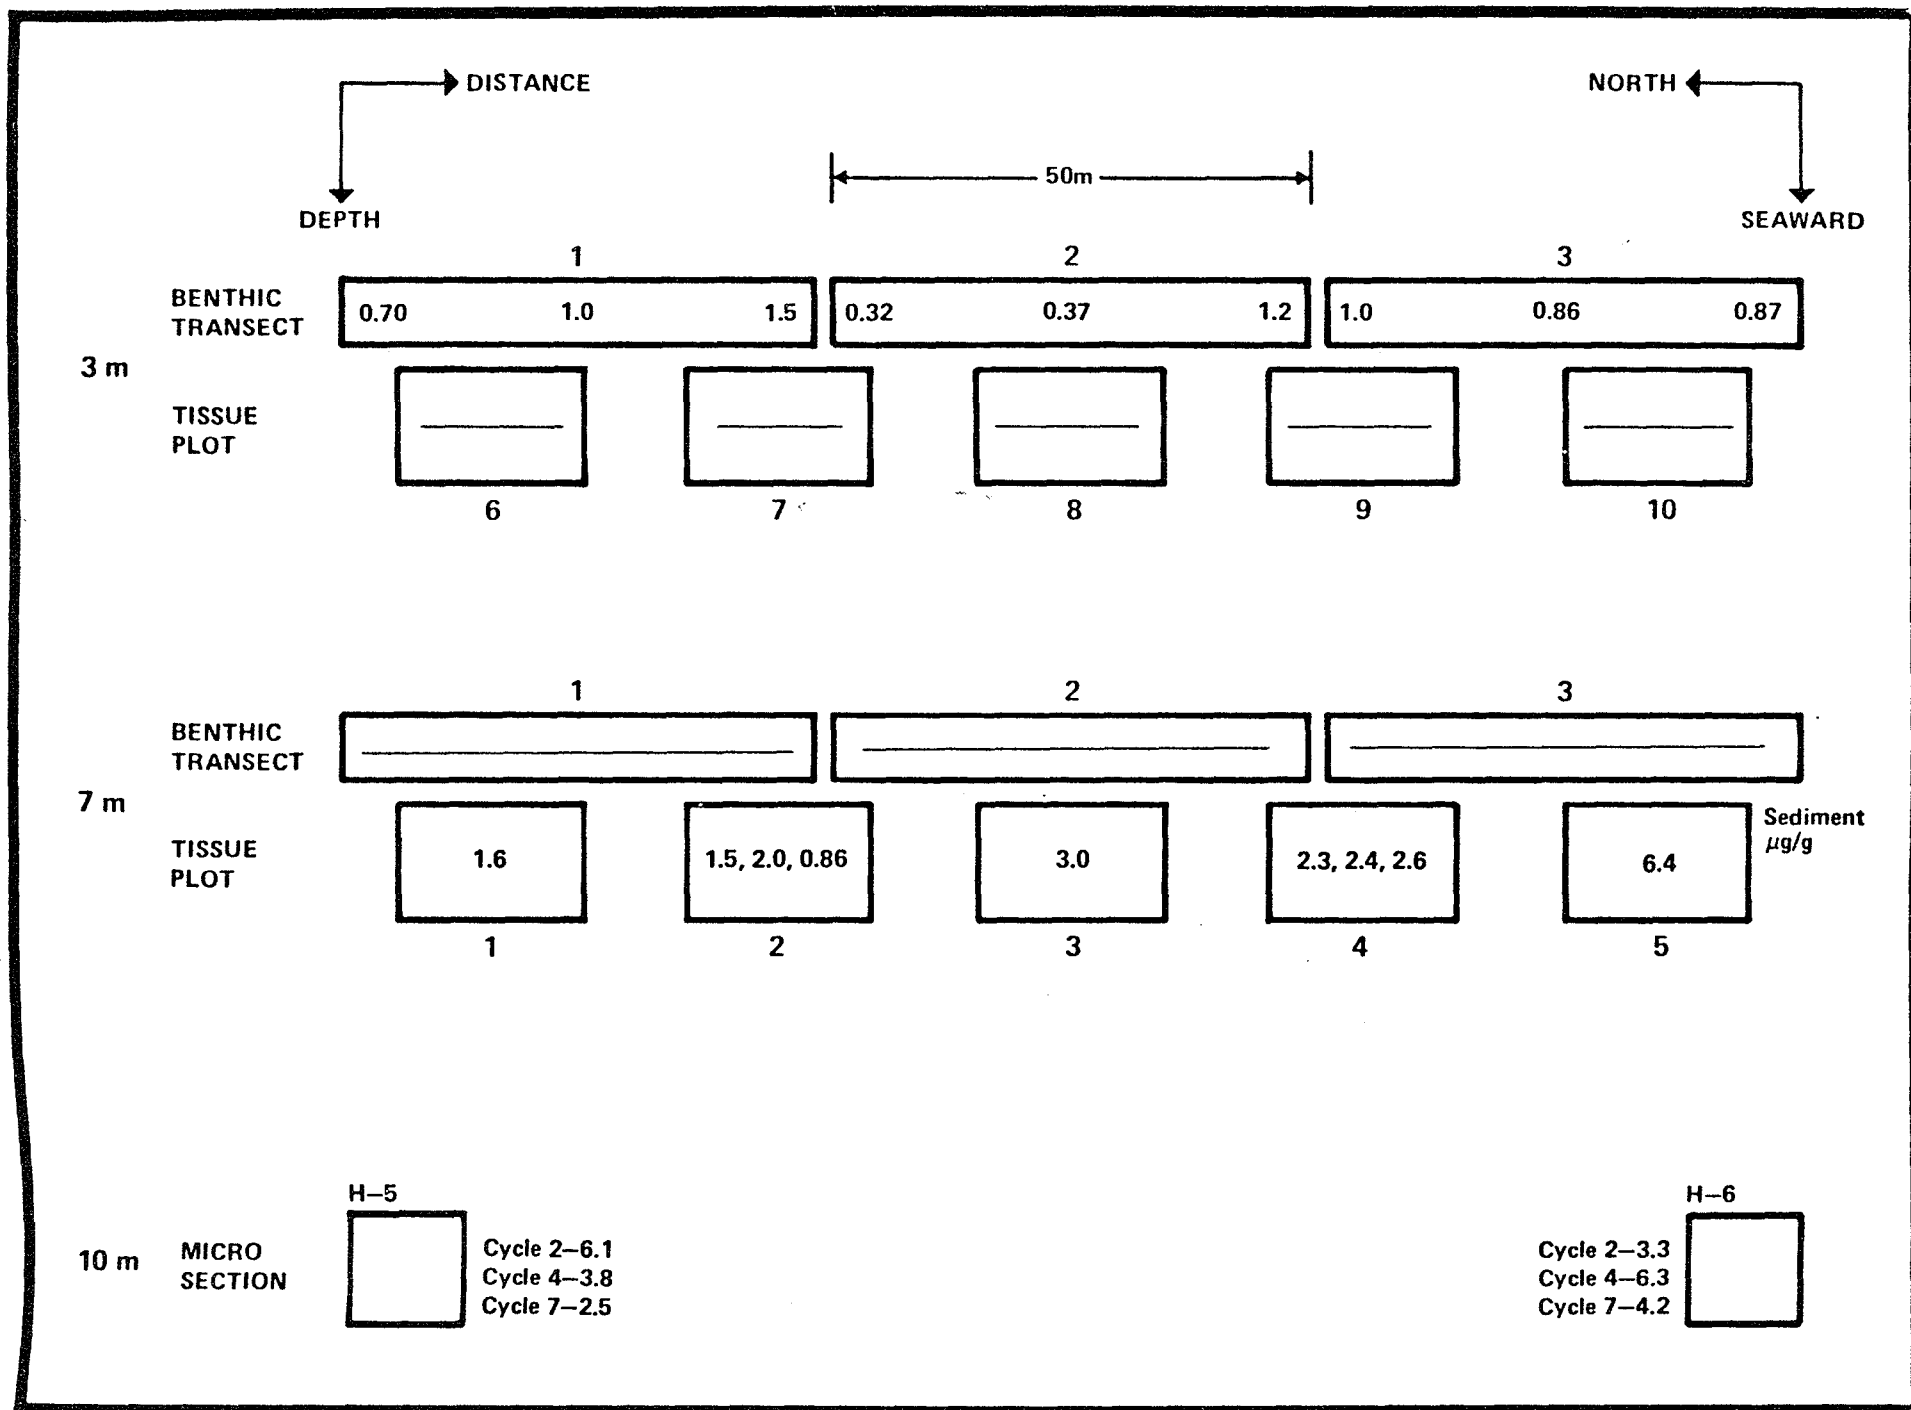 DISTANCE
NORTH
50m
DEPTH
SEAWARD
1 2 3
BENTHIC
TRANSECT
0.70 1.0 1.5 0.32 0.37 1.2 1.0 0.86 0.87
3 m
TISSUE
PLOT
6 7 8 9 10
1 2 3
BENTHIC
TRANSECT
7 m
Sediment
µg/g
TISSUE
PLOT
1.6 1.5, 2.0, 0.86 3.0 2.3, 2.4, 2.6 6.4
1 2 3 4 5
H–5
H–6
10 m
MICRO
SECTION
Cycle 2–6.1
Cycle 4–3.8
Cycle 7–2.5
Cycle 2–3.3
Cycle 4–6.3
Cycle 7–4.2